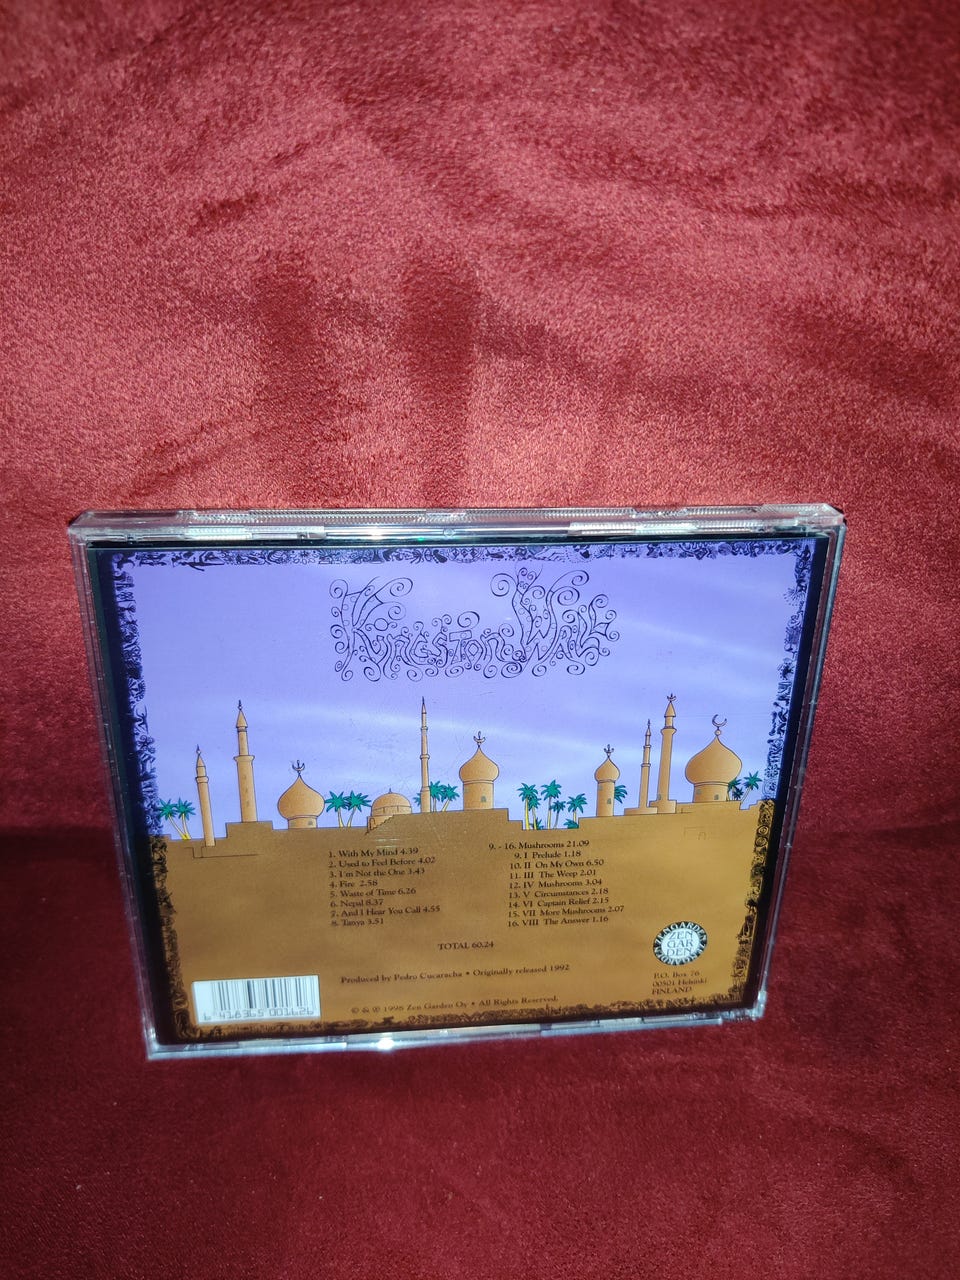 Kingston Wall
1. With My Mind 4.39
2. Used to Feel Before 4.02
3. I'm Not the One 3.43
4. Fire 2.58
5. Waste of Time 6.26
6. Nepal 8.37
7. And I Hear You Call 4.55
8. Tanya 3.51
9. - 16. Mushrooms 21.09
9. I Prelude 1.18
10. II On My Own 6.50
11. III The Weep 2.01
12. IV Mushrooms 3.04
13. V Circumstances 2.18
14. VI Captain Relief 2.15
15. VII More Mushrooms 2.07
16. VIII The Answer 1.16
TOTAL 60.24
Produced by Pedro Cucaracha • Originally released 1992
© & ℗ 1998 Zen Garden Oy • All Rights Reserved.
ZENGARDEN
ZEN
GAR
DEN
P.O. Box 76
00501 Helsinki
FINLAND